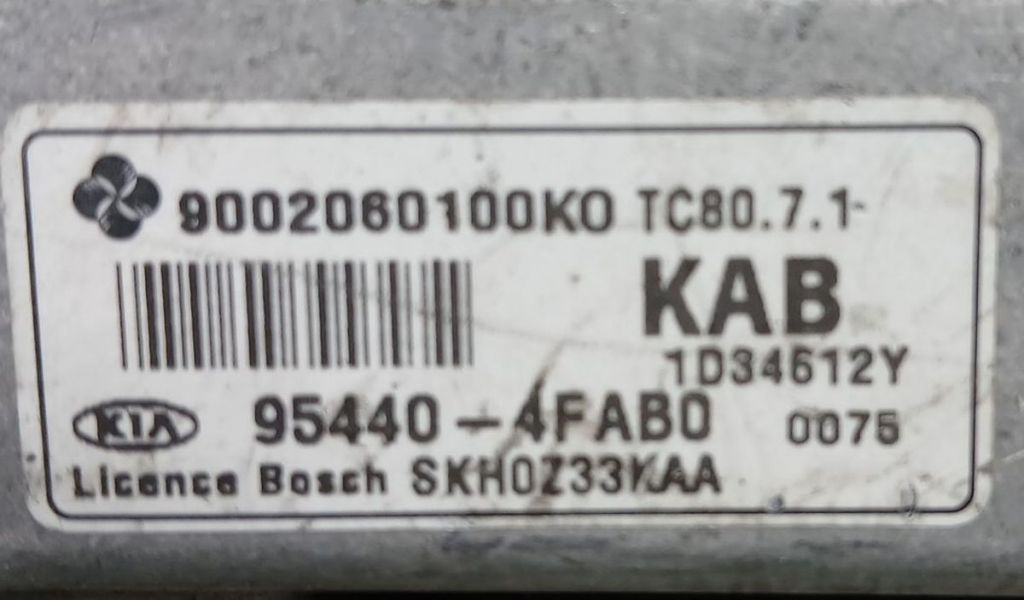 9002060100KO TC80.7.1-
KAB
1D34612Y
KIA 95440-4FAB0 0075
Licence Bosch SKH0Z33KAA